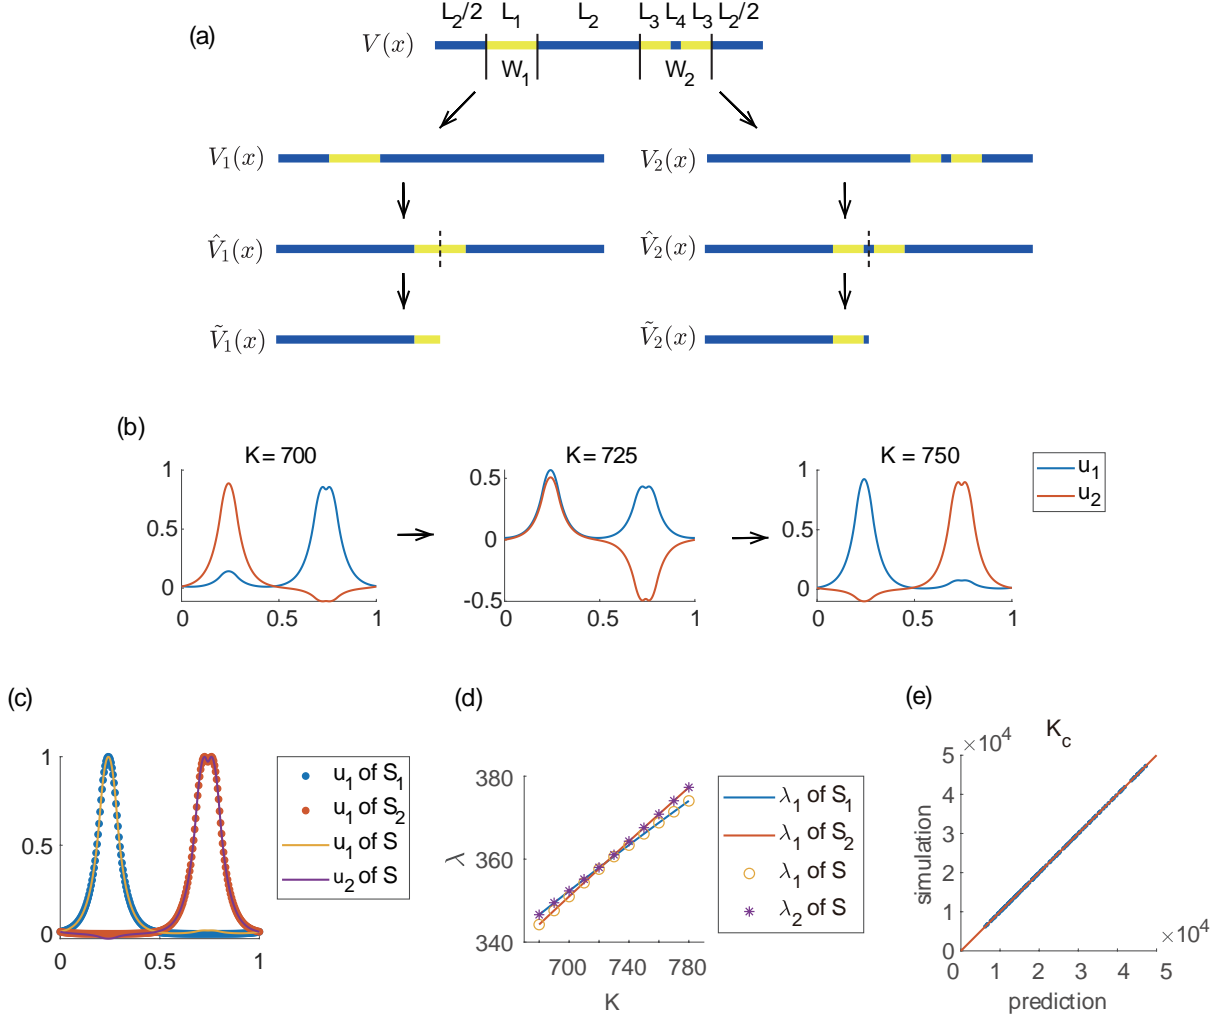 (a)
L2/2 L1 L2 L3 L4 L3 L2/2
V(x)
W1 W2
V1(x) V2(x)
V̂1(x) V̂2(x)
Ṽ1(x) Ṽ2(x)
(b)
K = 700 K = 725 K = 750
1 0.5 0
0 0.5 1
0.5 0 -0.5
0 0.5 1
1 0.5 0
0 0.5 1
u1
u2
(c)
1
0.5
0
0 0.5 1
u1 of S1
u1 of S2
u1 of S
u2 of S
(d)
380
360
340
λ
700 740 780
K
λ1 of S1
λ1 of S2
λ1 of S
λ2 of S
(e)
Kc
×10^4
5
4
3
2
1
0
simulation
0 1 2 3 4 5
×10^4
prediction